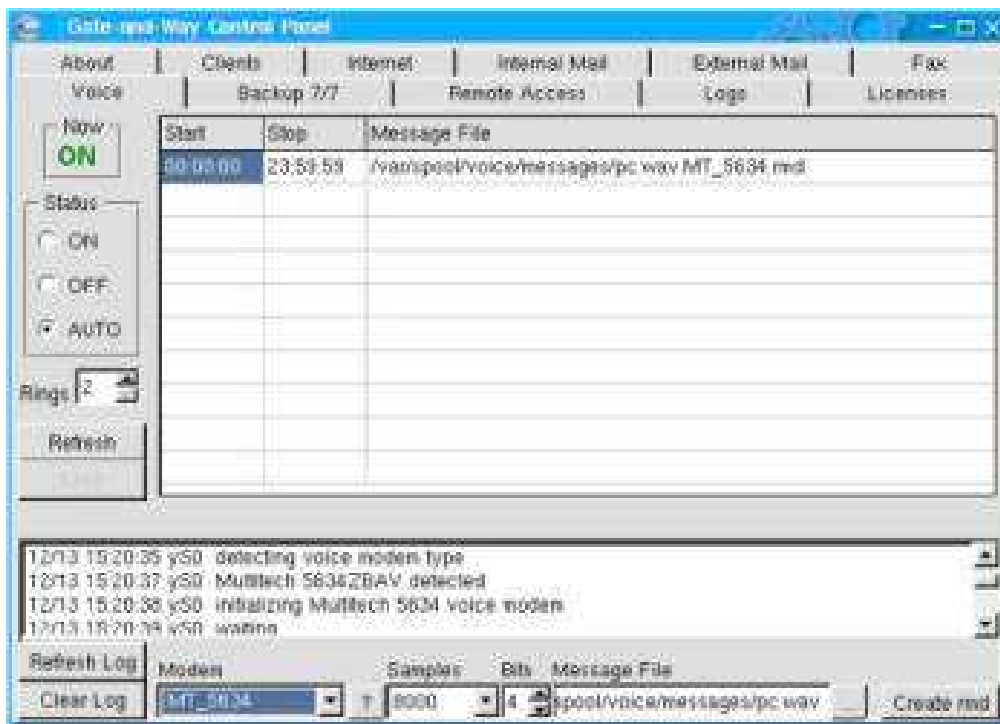 Gate-and-Way Control Panel
About Clients Internet Internal Mail External Mail Fax
Voice Backup 7/7 Remote Access Logs Licenses
Now
ON
Start Stop Message File
00:00:00 23:59:59 /var/spool/voice/messages/pc.wav.MT_5634.rmd
Status
ON
OFF
AUTO
Rings 2
Refresh
12/13 15:20:35 yS0 detecting voice modem type
12/13 15:20:37 yS0 Multitech 5634ZBAV detected
12/13 15:20:38 yS0 initializing Multitech 5634 voice modem
12/13 15:20:39 yS0 waiting
Refresh Log
Clear Log
Modem Samples Bits Message File
MT_5634 ? 8000 4 spool/voice/messages/pc.wav ... Create rmd